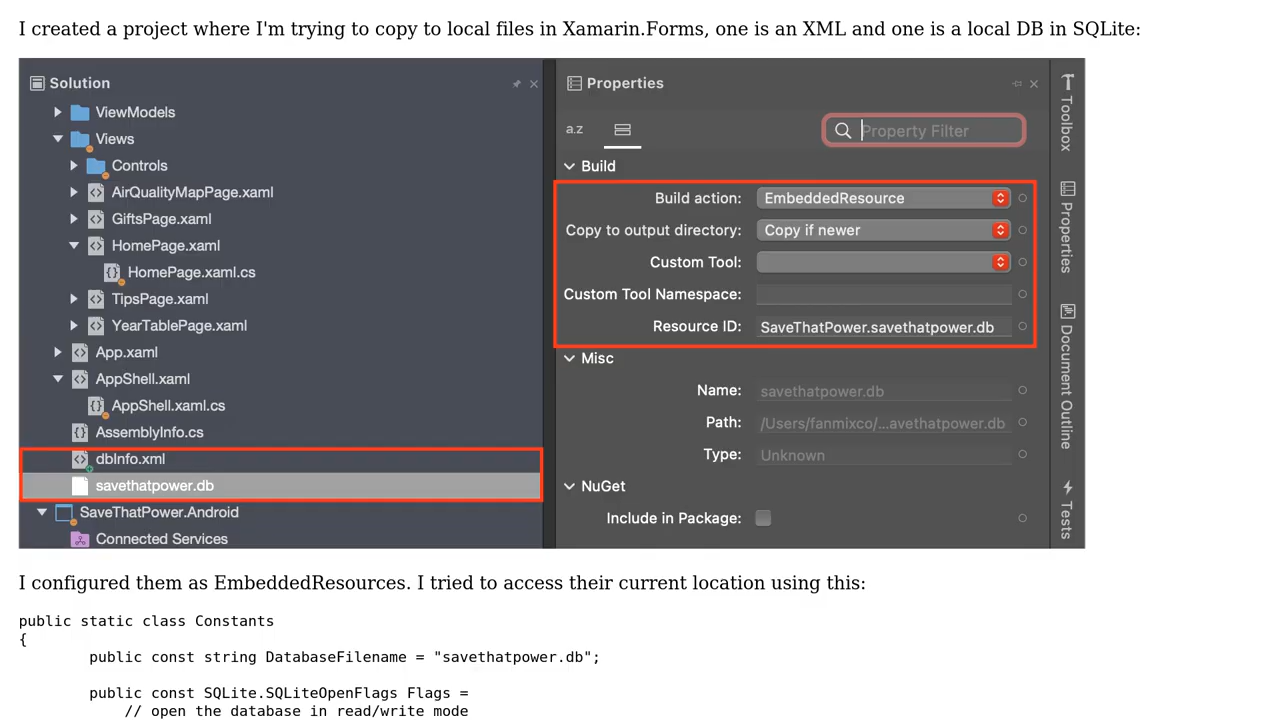 I created a project where I'm trying to copy to local files in Xamarin.Forms, one is an XML and one is a local DB in SQLite:
Solution
ViewModels
Views
Controls
AirQualityMapPage.xaml
GiftsPage.xaml
HomePage.xaml
HomePage.xaml.cs
TipsPage.xaml
YearTablePage.xaml
App.xaml
AppShell.xaml
AppShell.xaml.cs
AssemblyInfo.cs
dbInfo.xml
savethatpower.db
SaveThatPower.Android
Connected Services
Properties
a.z
Property Filter
Build
Build action: EmbeddedResource
Copy to output directory: Copy if newer
Custom Tool:
Custom Tool Namespace:
Resource ID: SaveThatPower.savethatpower.db
Misc
Name: savethatpower.db
Path: /Users/fanmixco/...avethatpower.db
Type: Unknown
NuGet
Include in Package:
Toolbox
Properties
Document Outline
Tests
I configured them as EmbeddedResources. I tried to access their current location using this:
public static class Constants
{
public const string DatabaseFilename = "savethatpower.db";
public const SQLite.SQLiteOpenFlags Flags =
// open the database in read/write mode